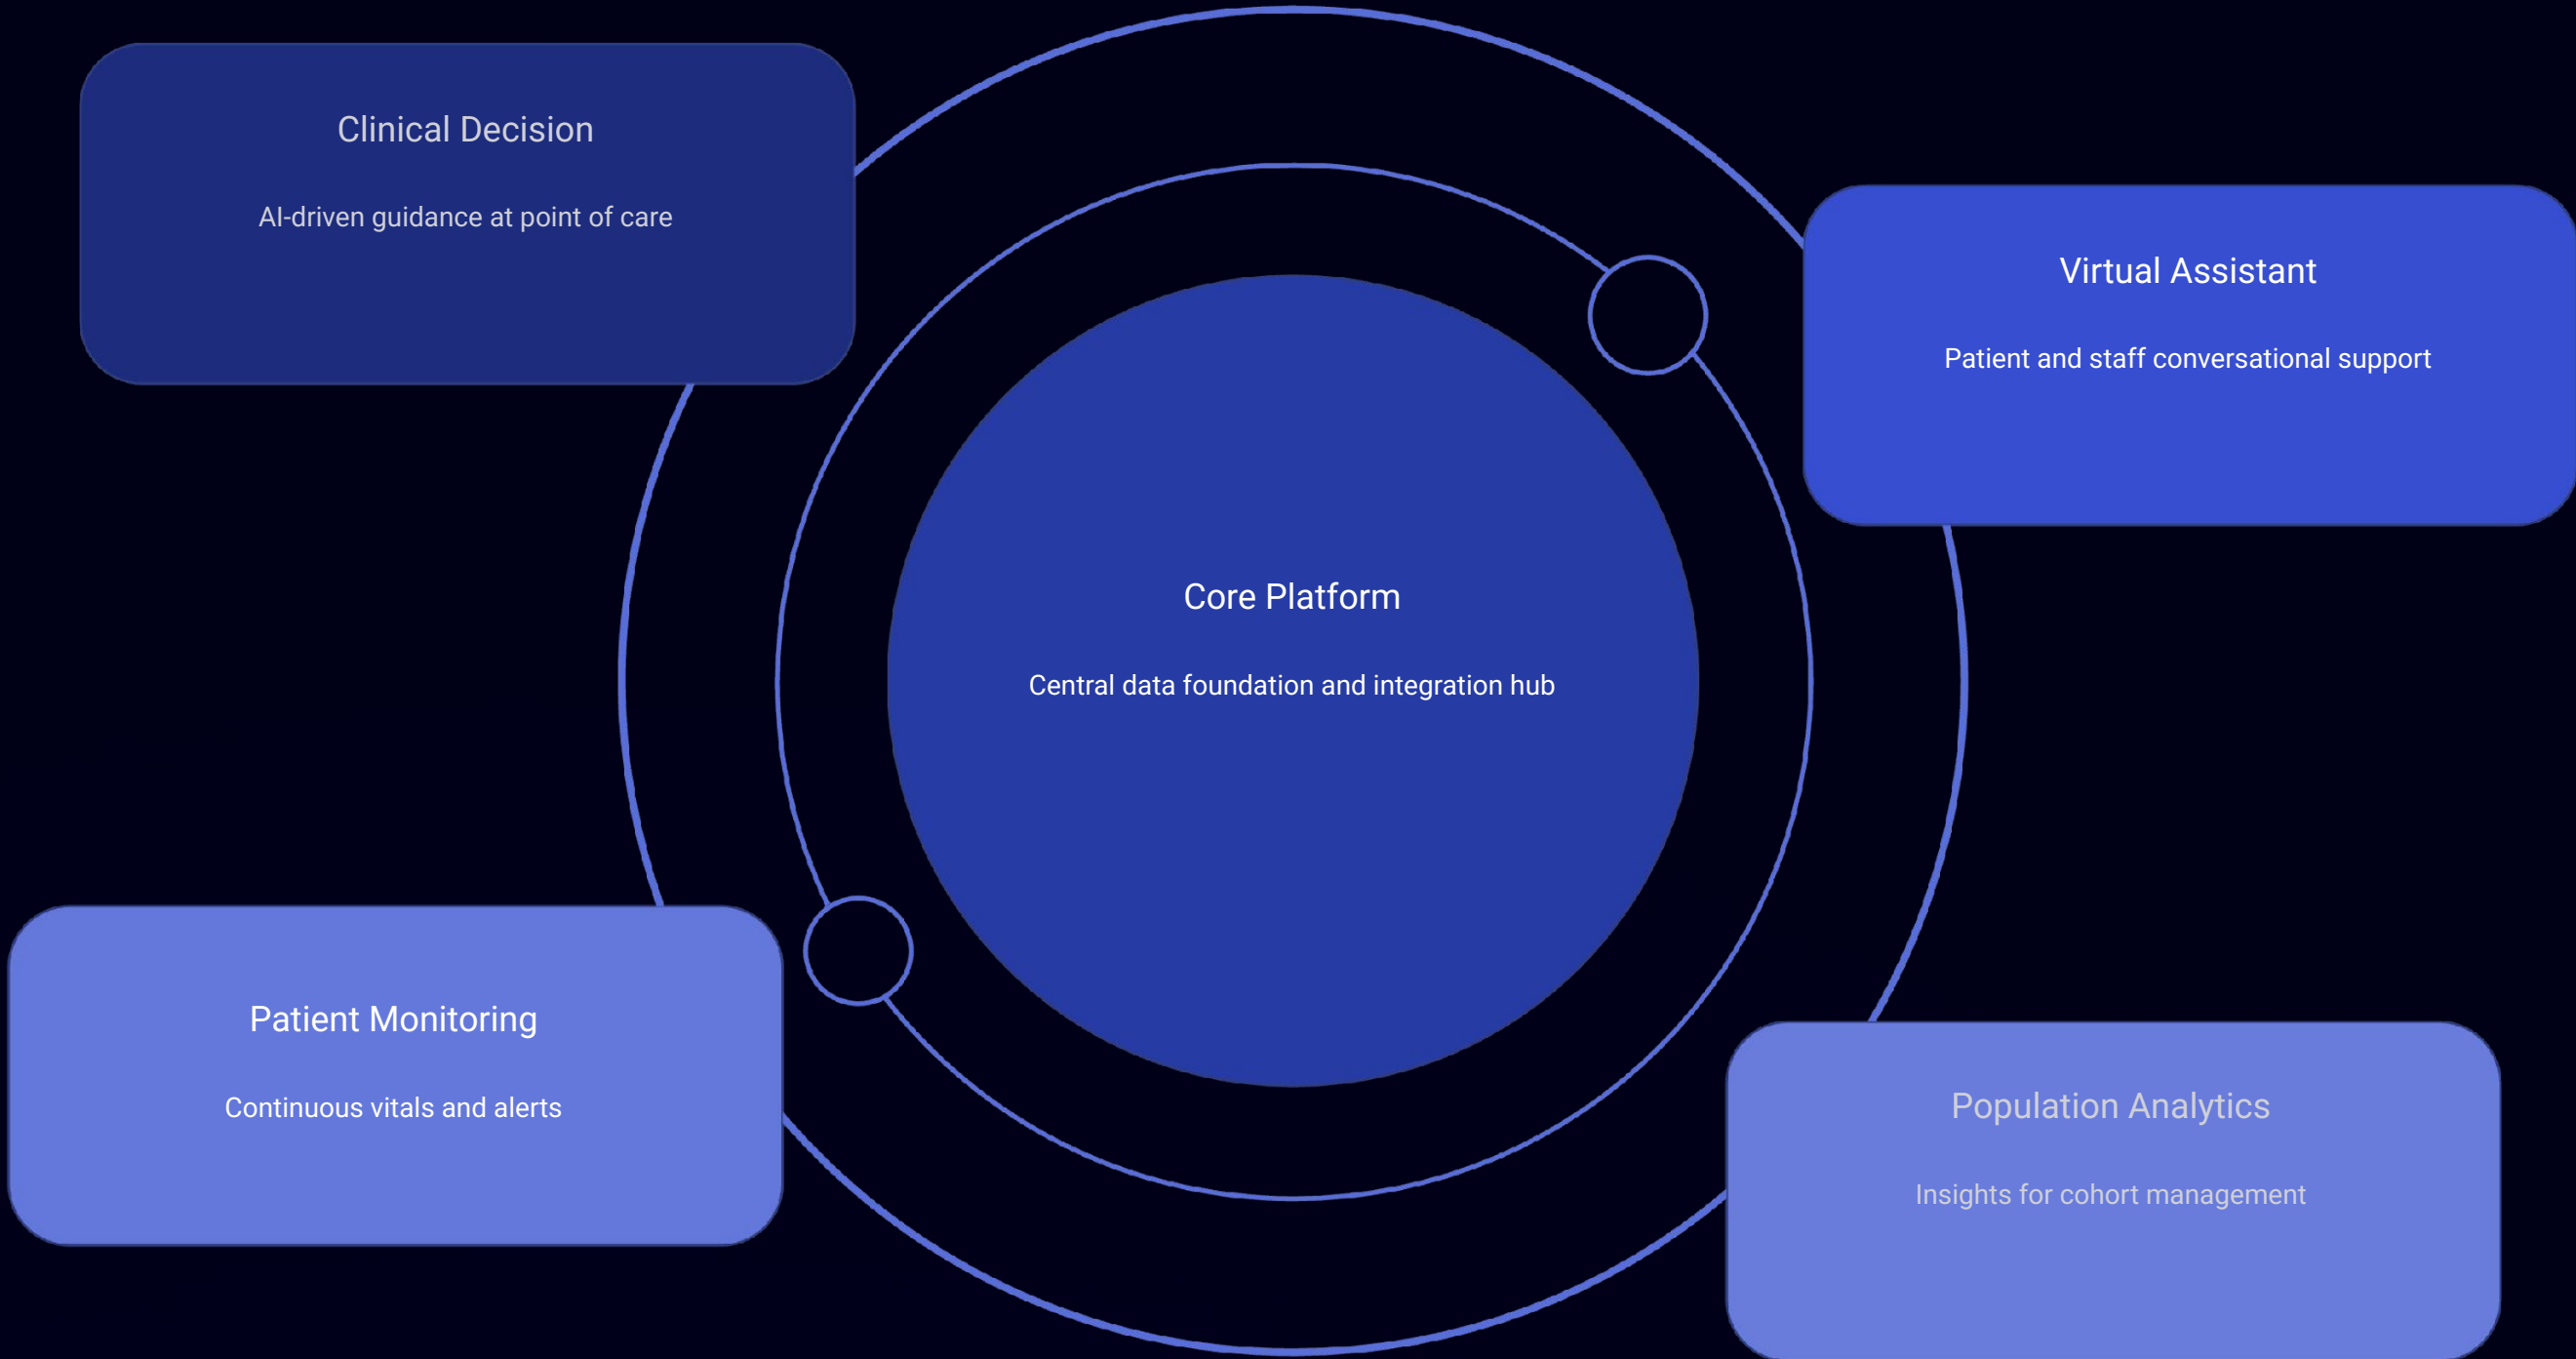 Clinical Decision
AI-driven guidance at point of care
Virtual Assistant
Patient and staff conversational support
Core Platform
Central data foundation and integration hub
Patient Monitoring
Continuous vitals and alerts
Population Analytics
Insights for cohort management